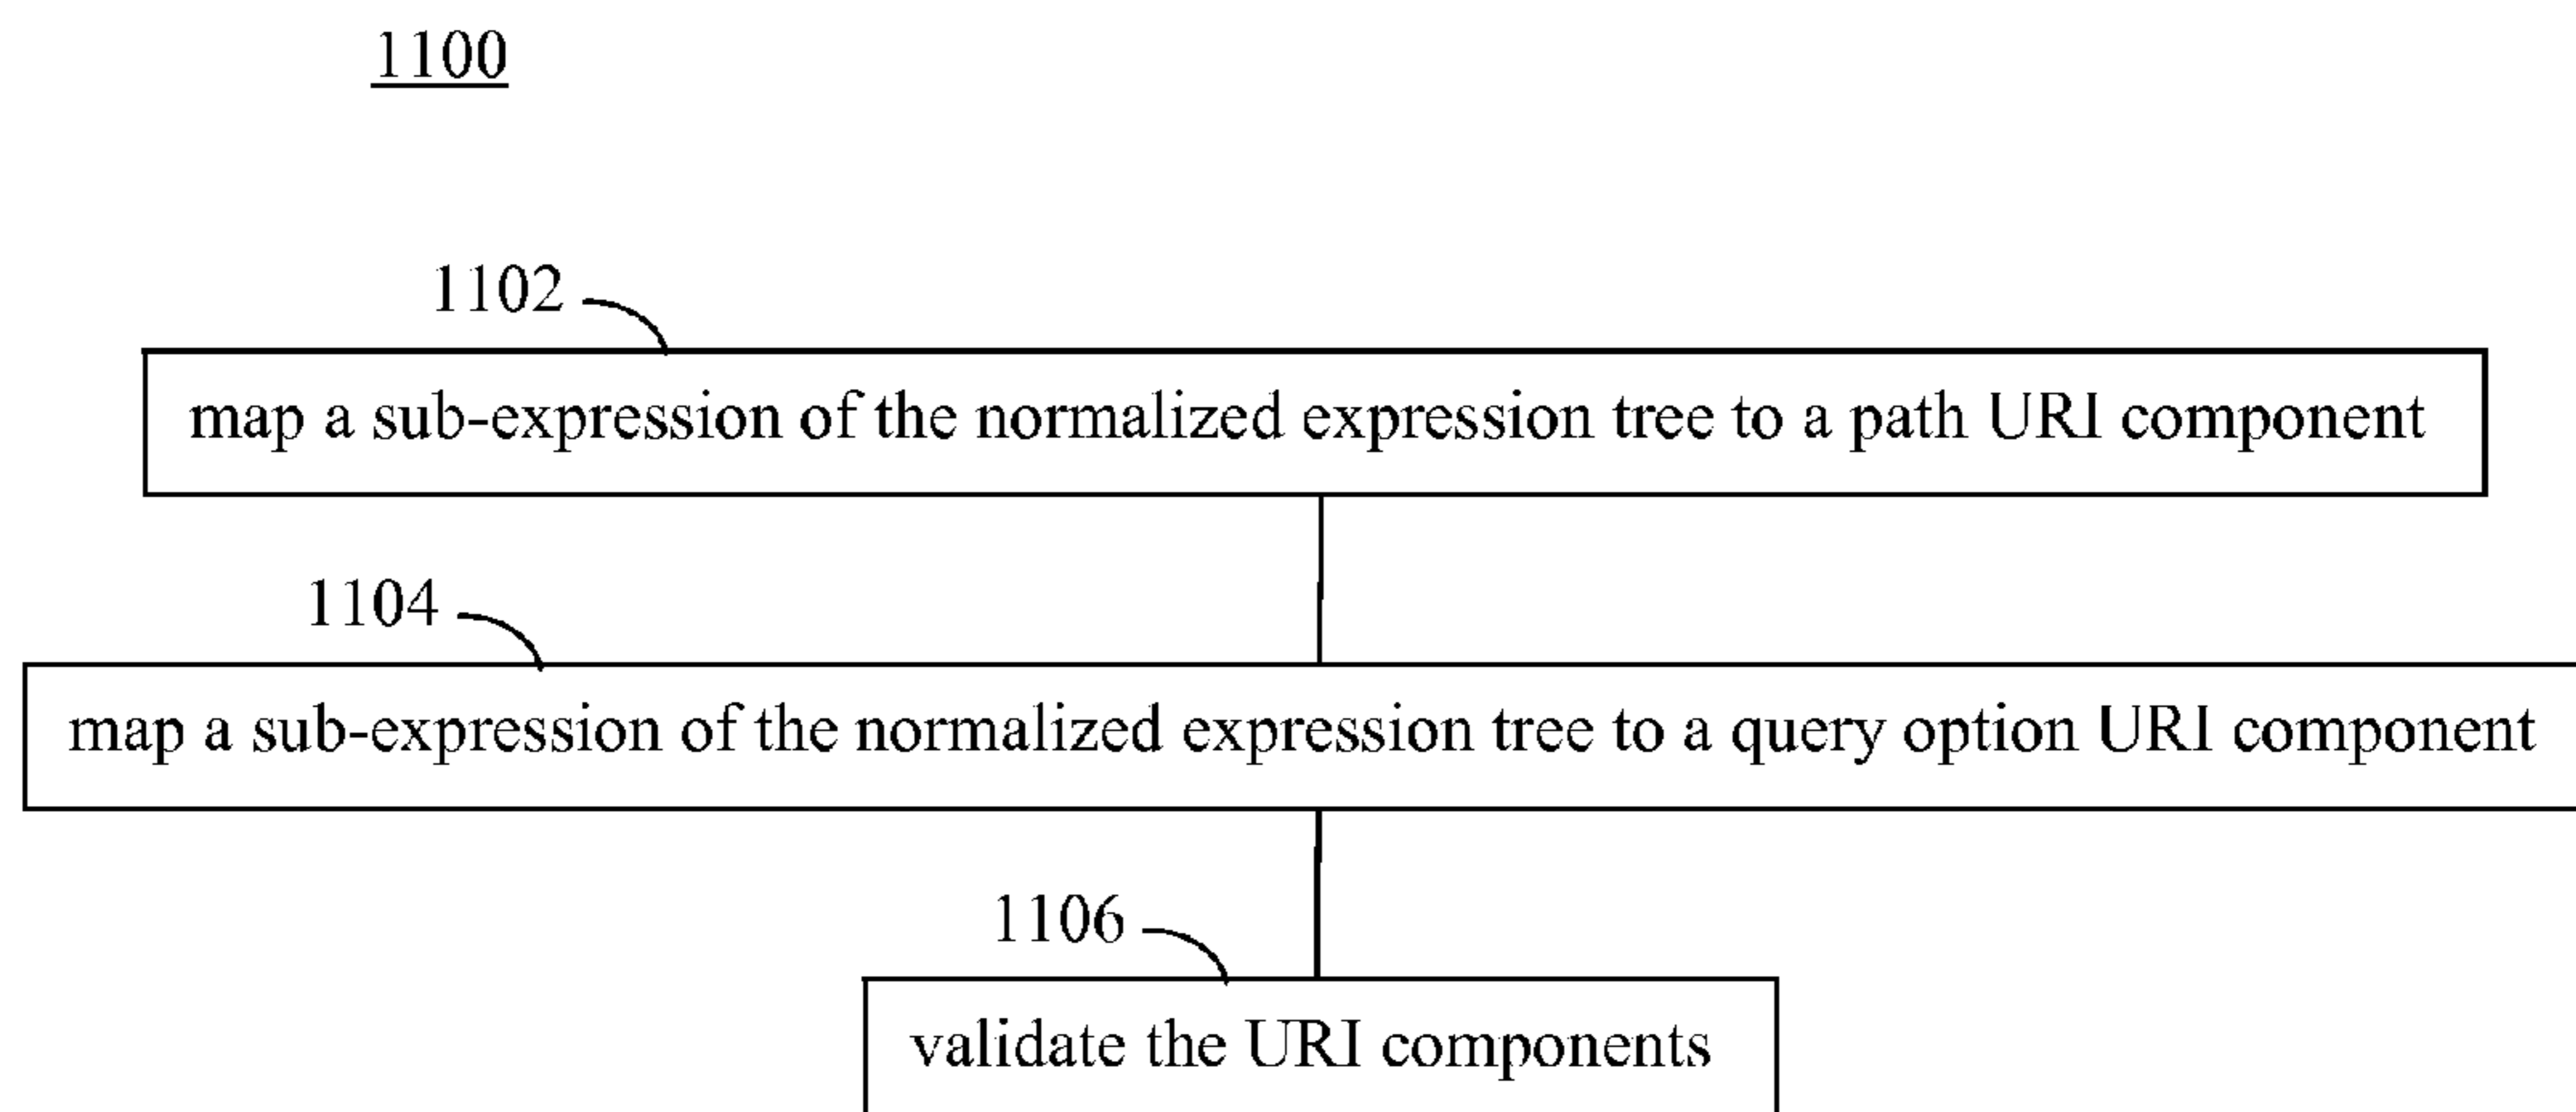 1100
1102
map a sub-expression of the normalized expression tree to a path URI component
1104
map a sub-expression of the normalized expression tree to a query option URI component
1106
validate the URI components